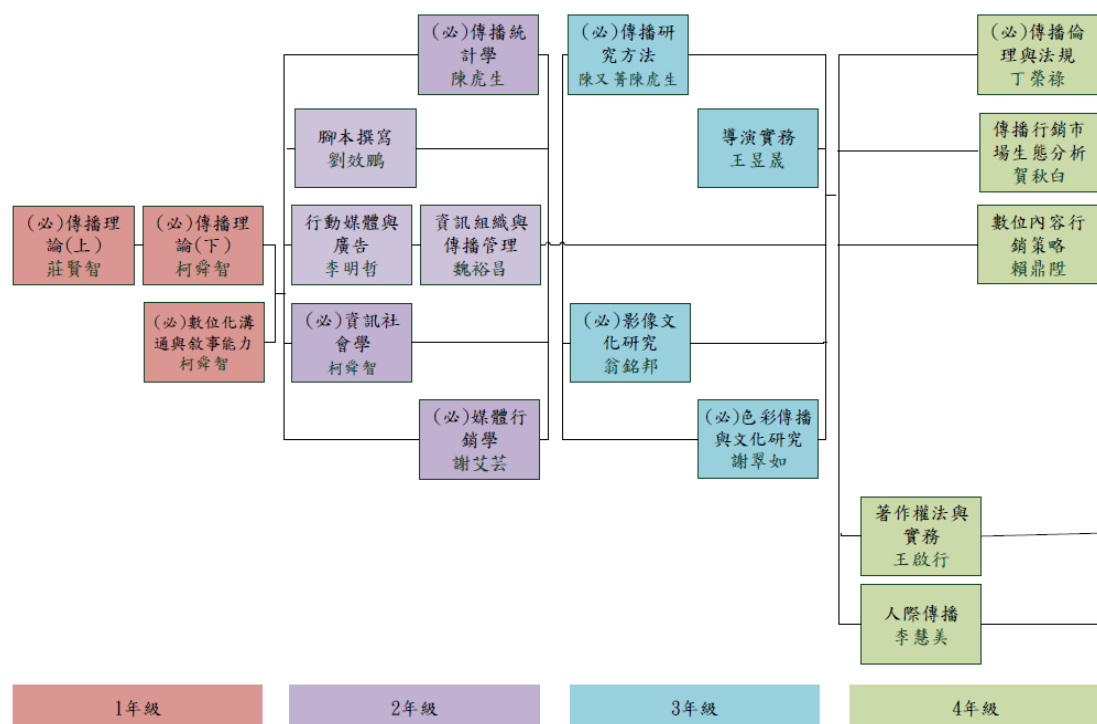 (必)傳播理
論(上)
莊賢智
(必)傳播理
論(下)
柯舜智
(必)數位化溝
通與敘事能力
柯舜智
(必)傳播統
計學
陳虎生
腳本撰寫
劉效鵬
行動媒體與
廣告
李明哲
資訊組織與
傳播管理
魏裕昌
(必)資訊社
會學
柯舜智
(必)媒體行
銷學
謝艾芸
(必)傳播研
究方法
陳又菁陳虎生
導演實務
王昱晟
(必)影像文
化研究
翁銘邦
(必)色彩傳播
與文化研究
謝翠如
(必)傳播倫
理與法規
丁榮祿
傳播行銷市
場生態分析
賀秋白
數位內容行
銷策略
賴鼎陞
著作權法與
實務
王啟行
人際傳播
李慧美
1年級
2年級
3年級
4年級